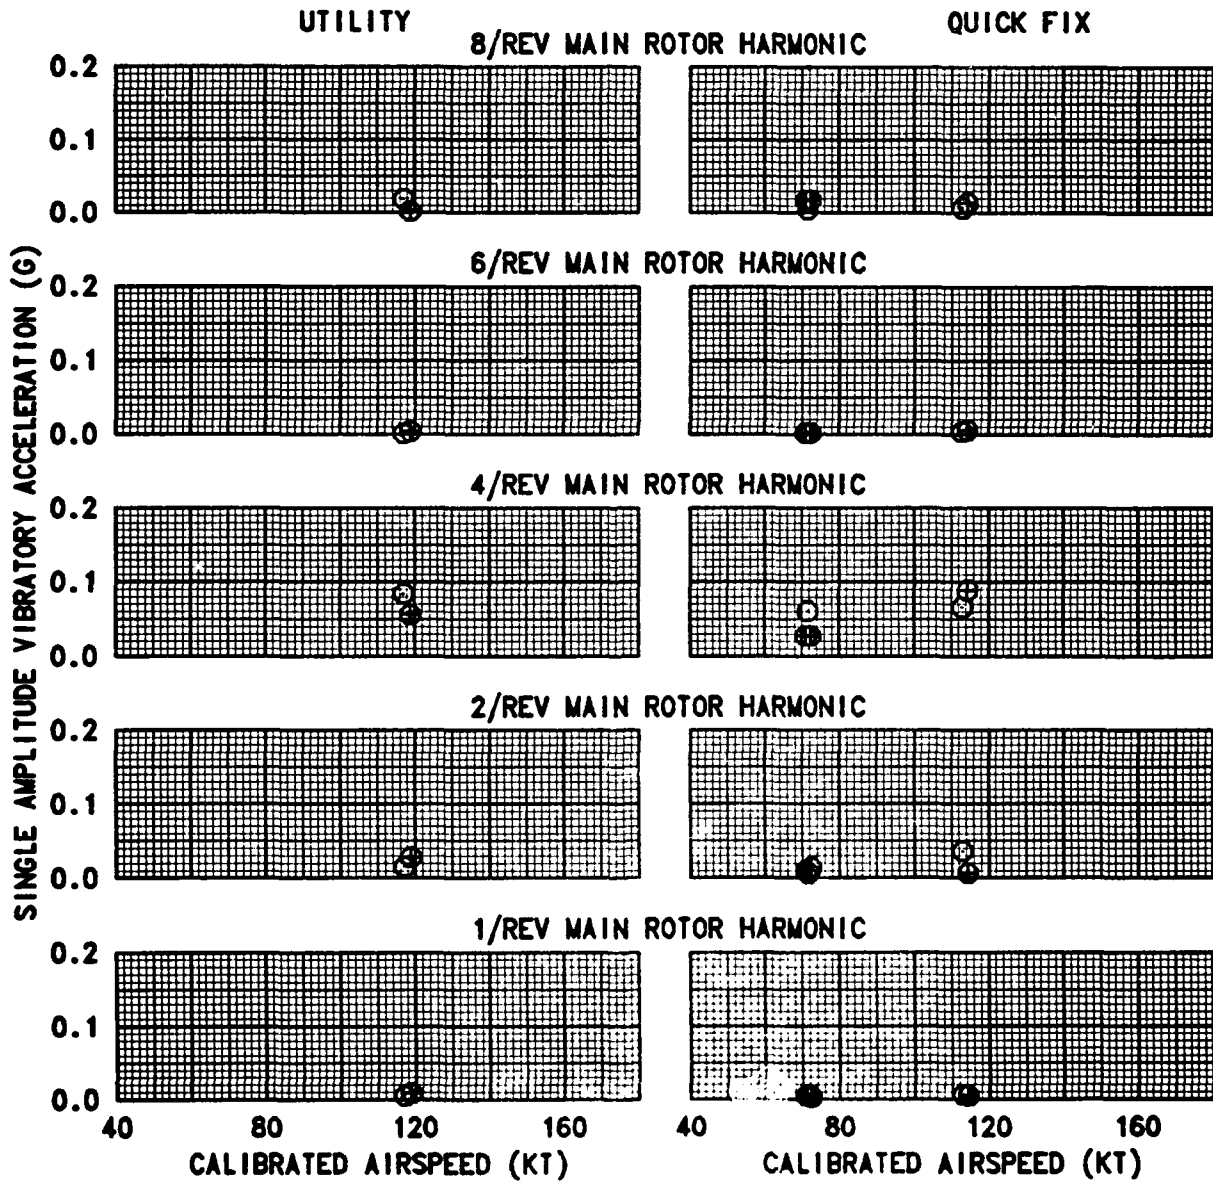 UTILITY QUICK FIX
8/REV MAIN ROTOR HARMONIC
0.2
0.1
0.0
6/REV MAIN ROTOR HARMONIC
0.2
0.1
0.0
4/REV MAIN ROTOR HARMONIC
0.2
0.1
0.0
2/REV MAIN ROTOR HARMONIC
0.2
0.1
0.0
1/REV MAIN ROTOR HARMONIC
0.2
0.1
0.0
SINGLE AMPLITUDE VIBRATORY ACCELERATION (G)
40 80 120 160 40 80 120 160
CALIBRATED AIRSPEED (KT) CALIBRATED AIRSPEED (KT)